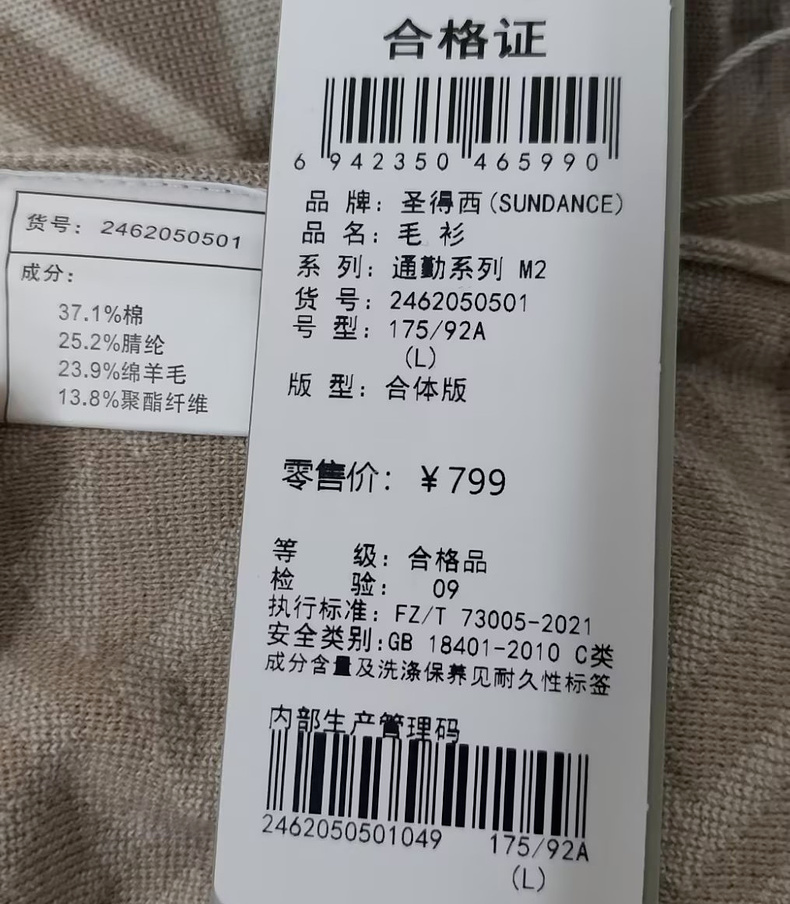 合格证
6 942350 465990
品 牌：圣得西(SUNDANCE)
品 名：毛 衫
系 列：通勤系列 M2
货 号：2462050501
号 型：175/92A
(L)
版 型：合体版
零售价：￥799
等 级：合格品
检 验：09
执行标准：FZ/T 73005-2021
安全类别:GB 18401-2010 C类
成分含量及洗涤保养见耐久性标签
内部生产管理码
2462050501049 175/92A
(L)
货号：2462050501
成分：
37.1%棉
25.2%腈纶
23.9%绵羊毛
13.8%聚酯纤维